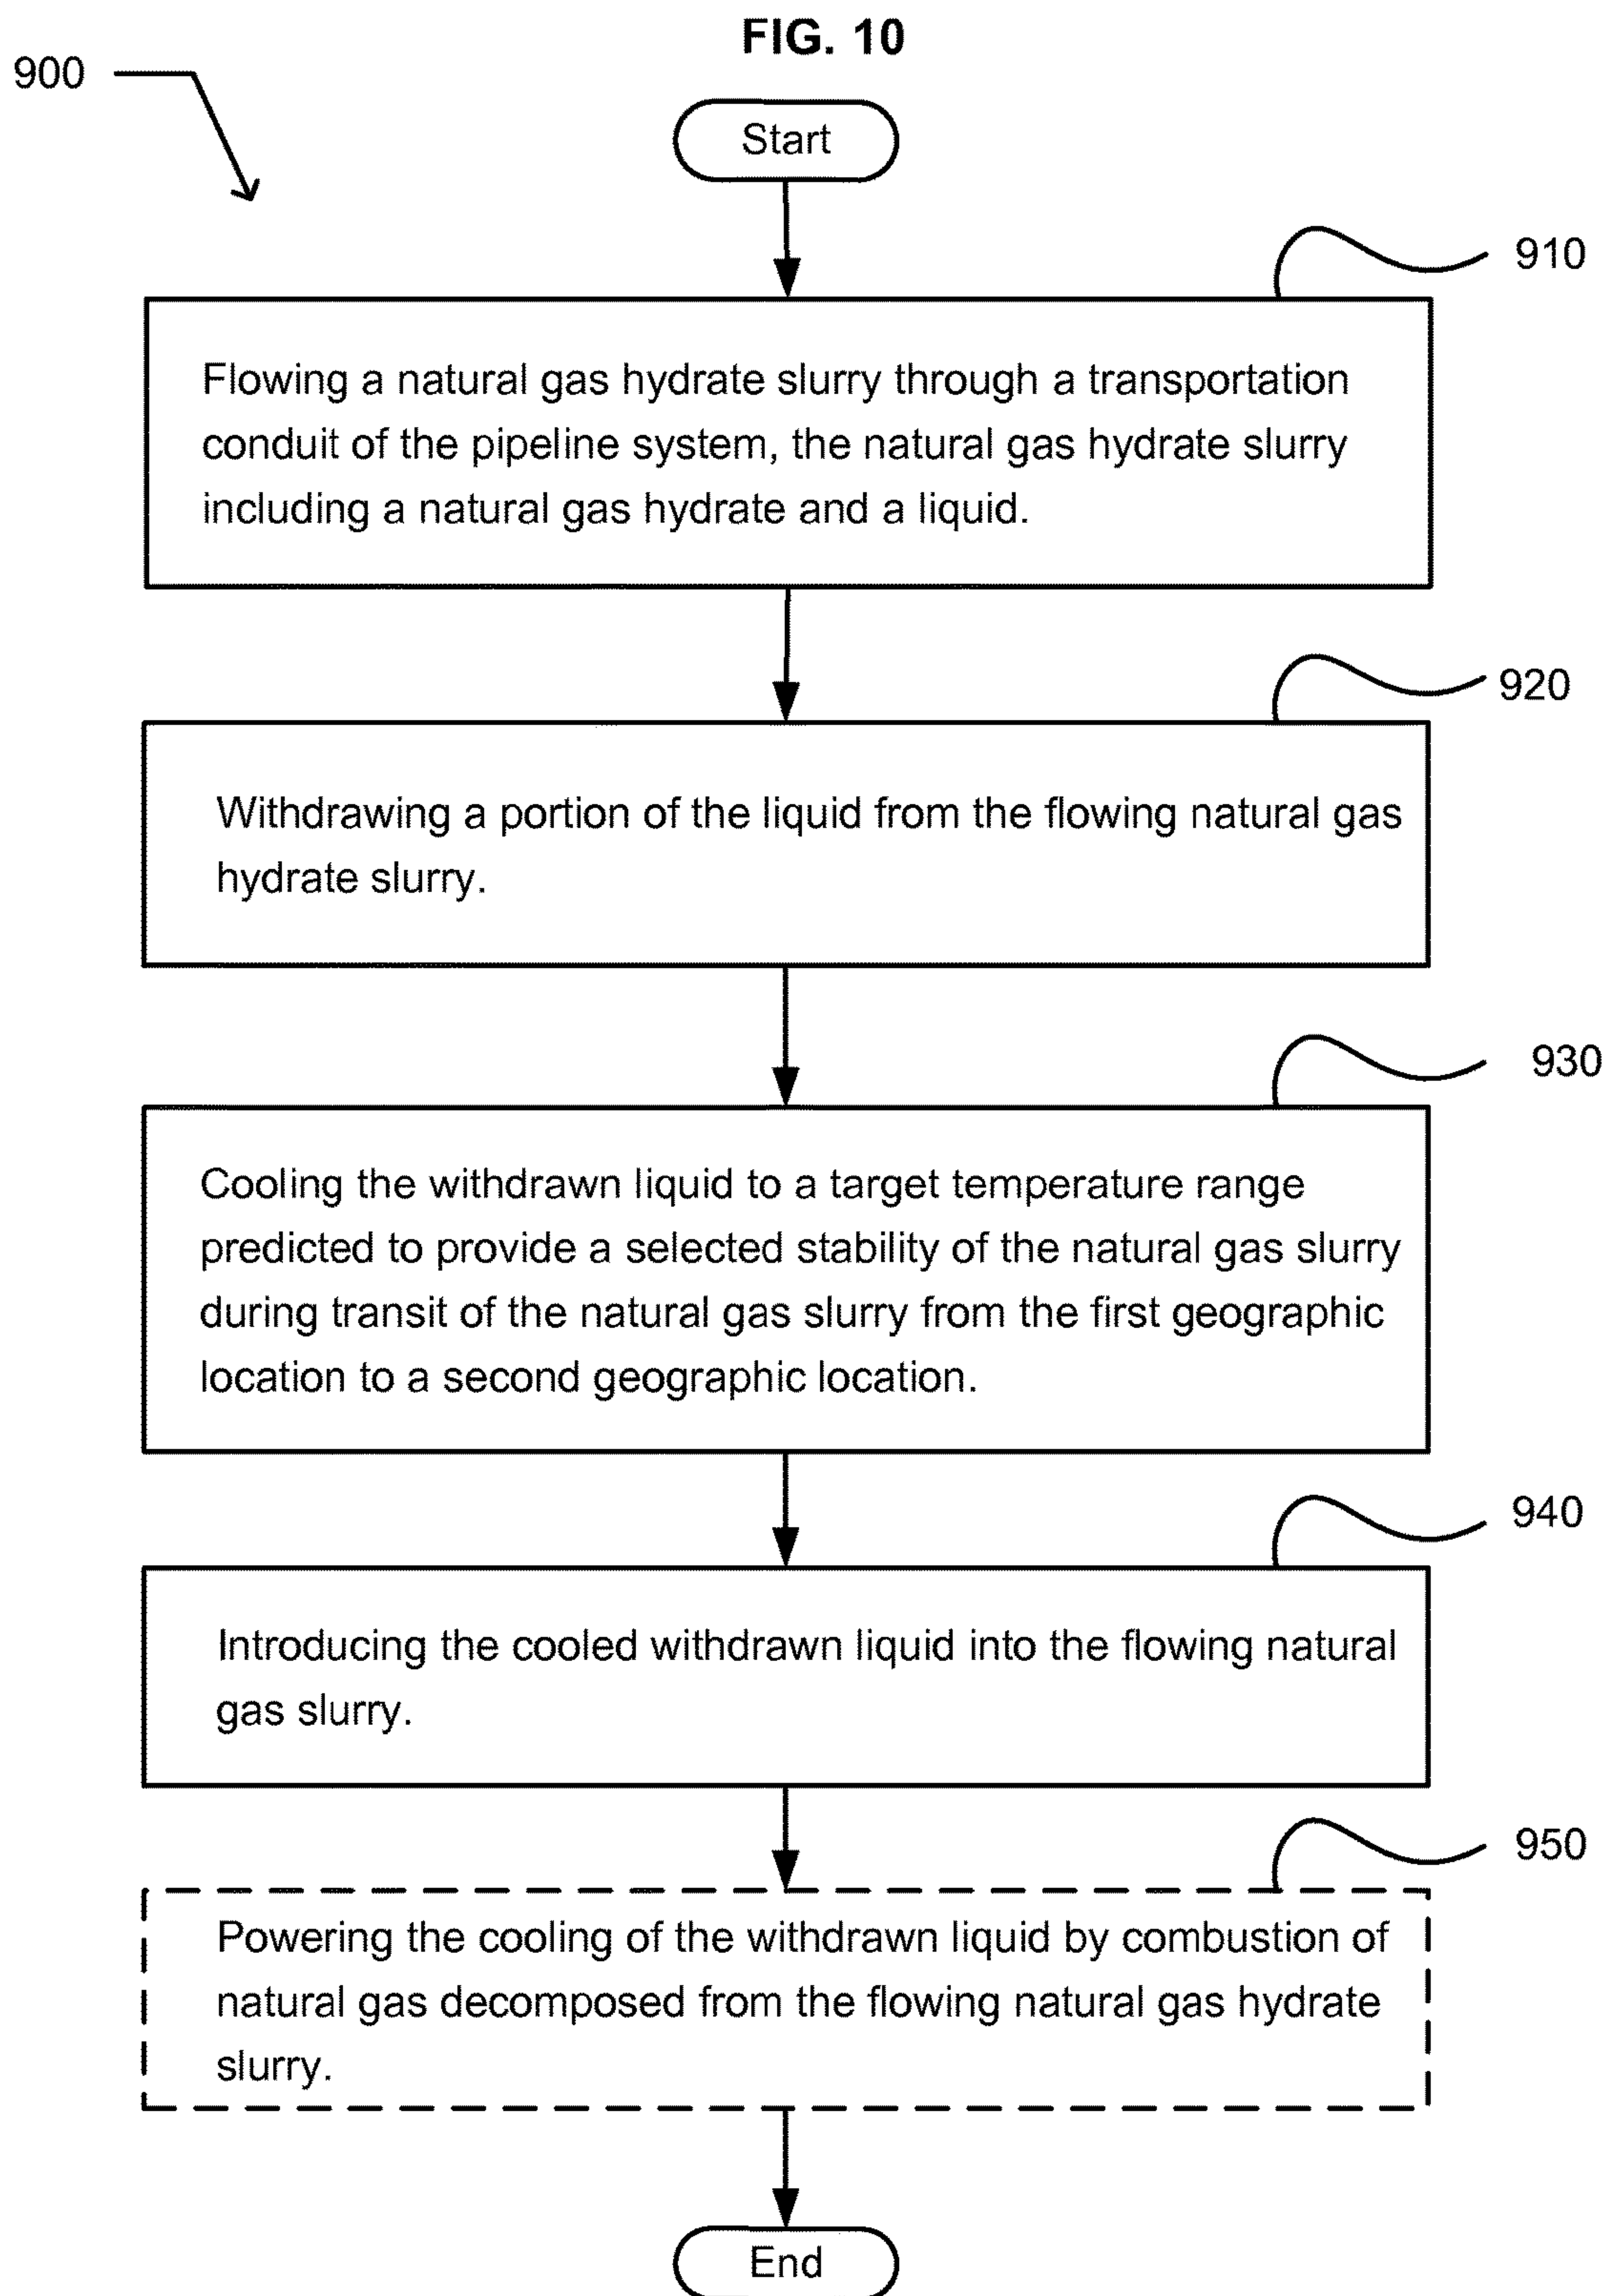 FIG. 10
900
Start
910
Flowing a natural gas hydrate slurry through a transportation
conduit of the pipeline system, the natural gas hydrate slurry
including a natural gas hydrate and a liquid.
920
Withdrawing a portion of the liquid from the flowing natural gas
hydrate slurry.
930
Cooling the withdrawn liquid to a target temperature range
predicted to provide a selected stability of the natural gas slurry
during transit of the natural gas slurry from the first geographic
location to a second geographic location.
940
Introducing the cooled withdrawn liquid into the flowing natural
gas slurry.
950
Powering the cooling of the withdrawn liquid by combustion of
natural gas decomposed from the flowing natural gas hydrate
slurry.
End